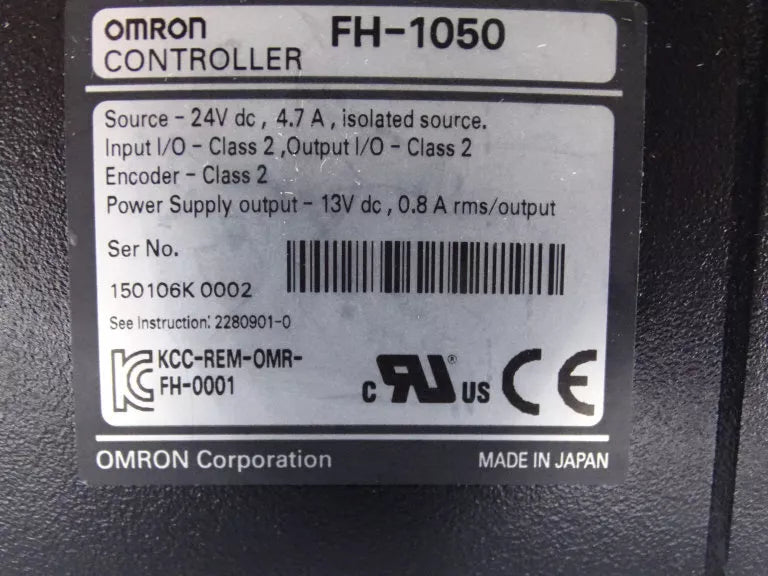 OMRON FH-1050
CONTROLLER
Source - 24V dc, 4.7 A, isolated source.
Input I/O - Class 2 ,Output I/O - Class 2
Encoder - Class 2
Power Supply output - 13V dc, 0.8 A rms/output
Ser No.
150106K 0002
See Instruction: 2280901-0
KCC-REM-OMR-
FH-0001
c RU ® US CE
OMRON Corporation MADE IN JAPAN